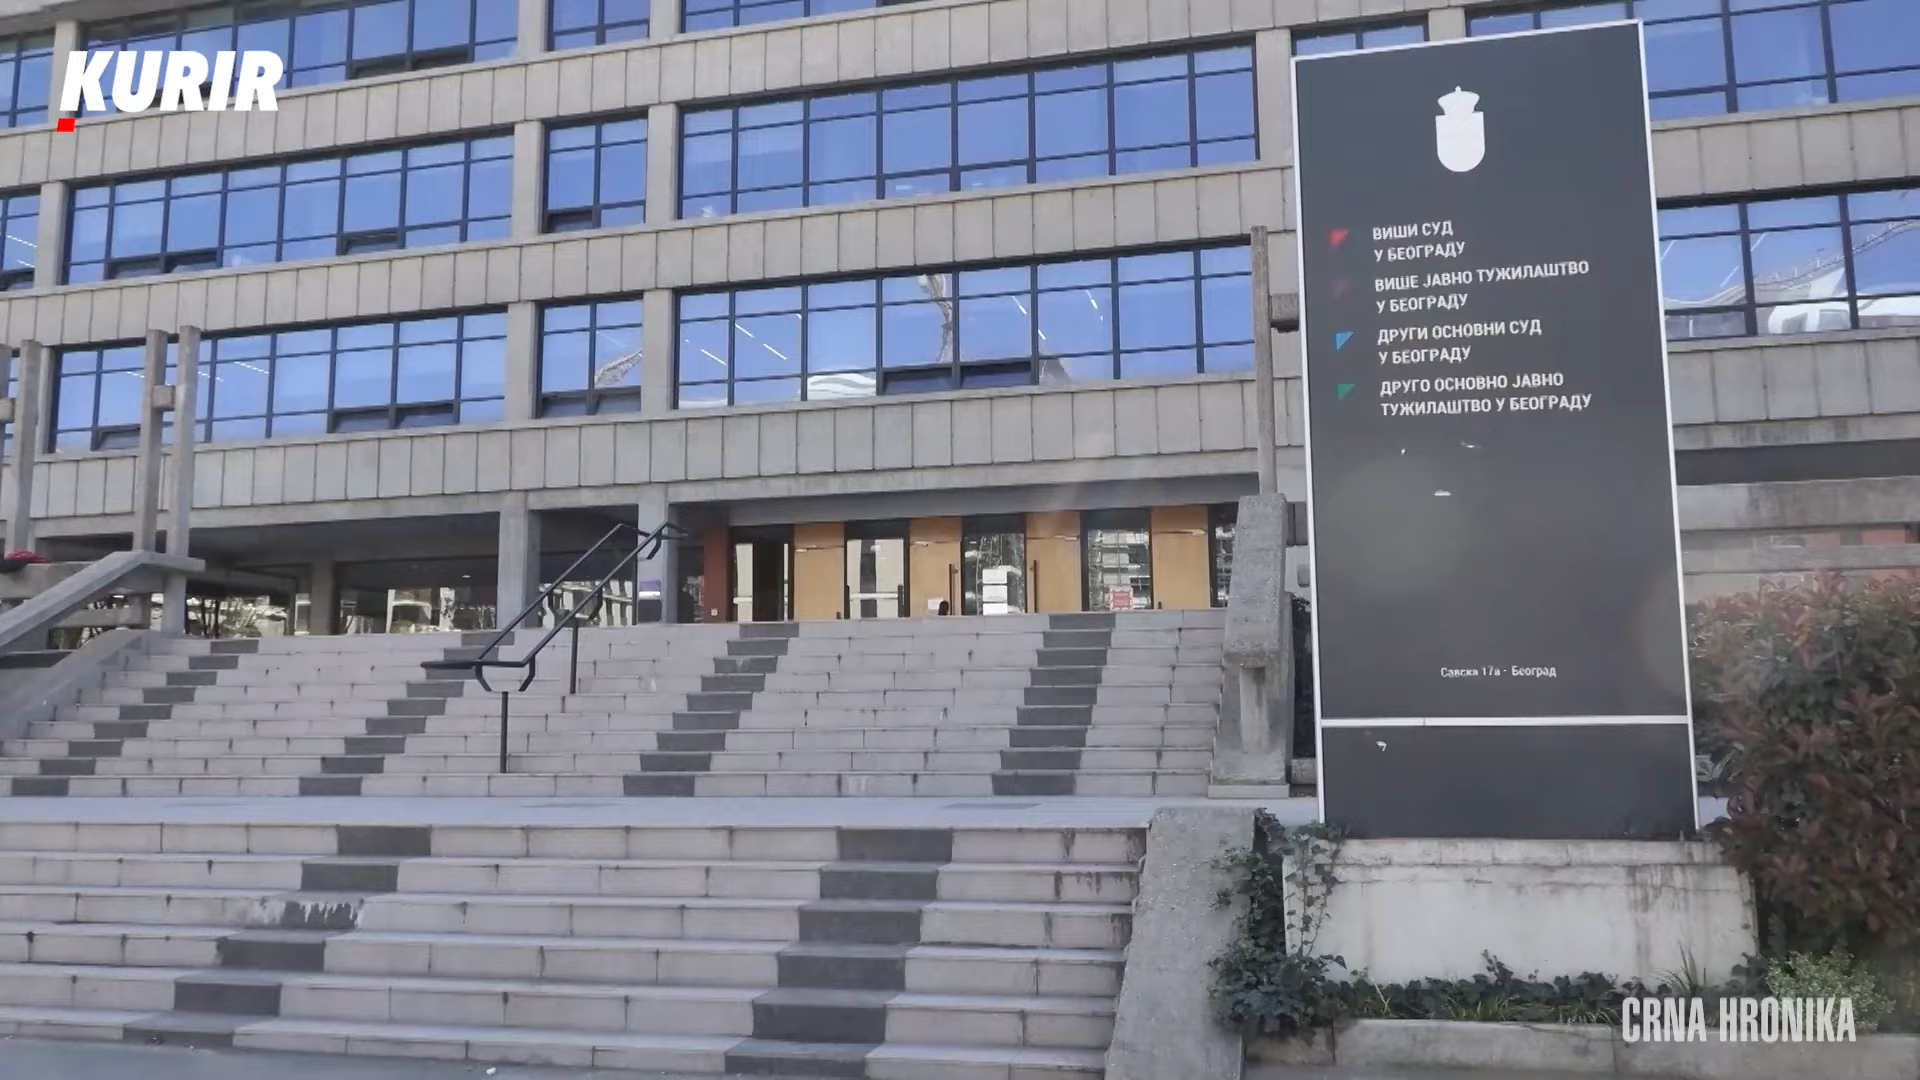 KURIR
ВИШИ СУД
У БЕОГРАДУ
ВИШЕ ЈАВНО ТУЖИЛАШТВО
У БЕОГРАДУ
ДРУГИ ОСНОВНИ СУД
У БЕОГРАДУ
ДРУГО ОСНОВНО ЈАВНО
ТУЖИЛАШТВО У БЕОГРАДУ
Савска 17а - Београд
CRNA HRONIKA